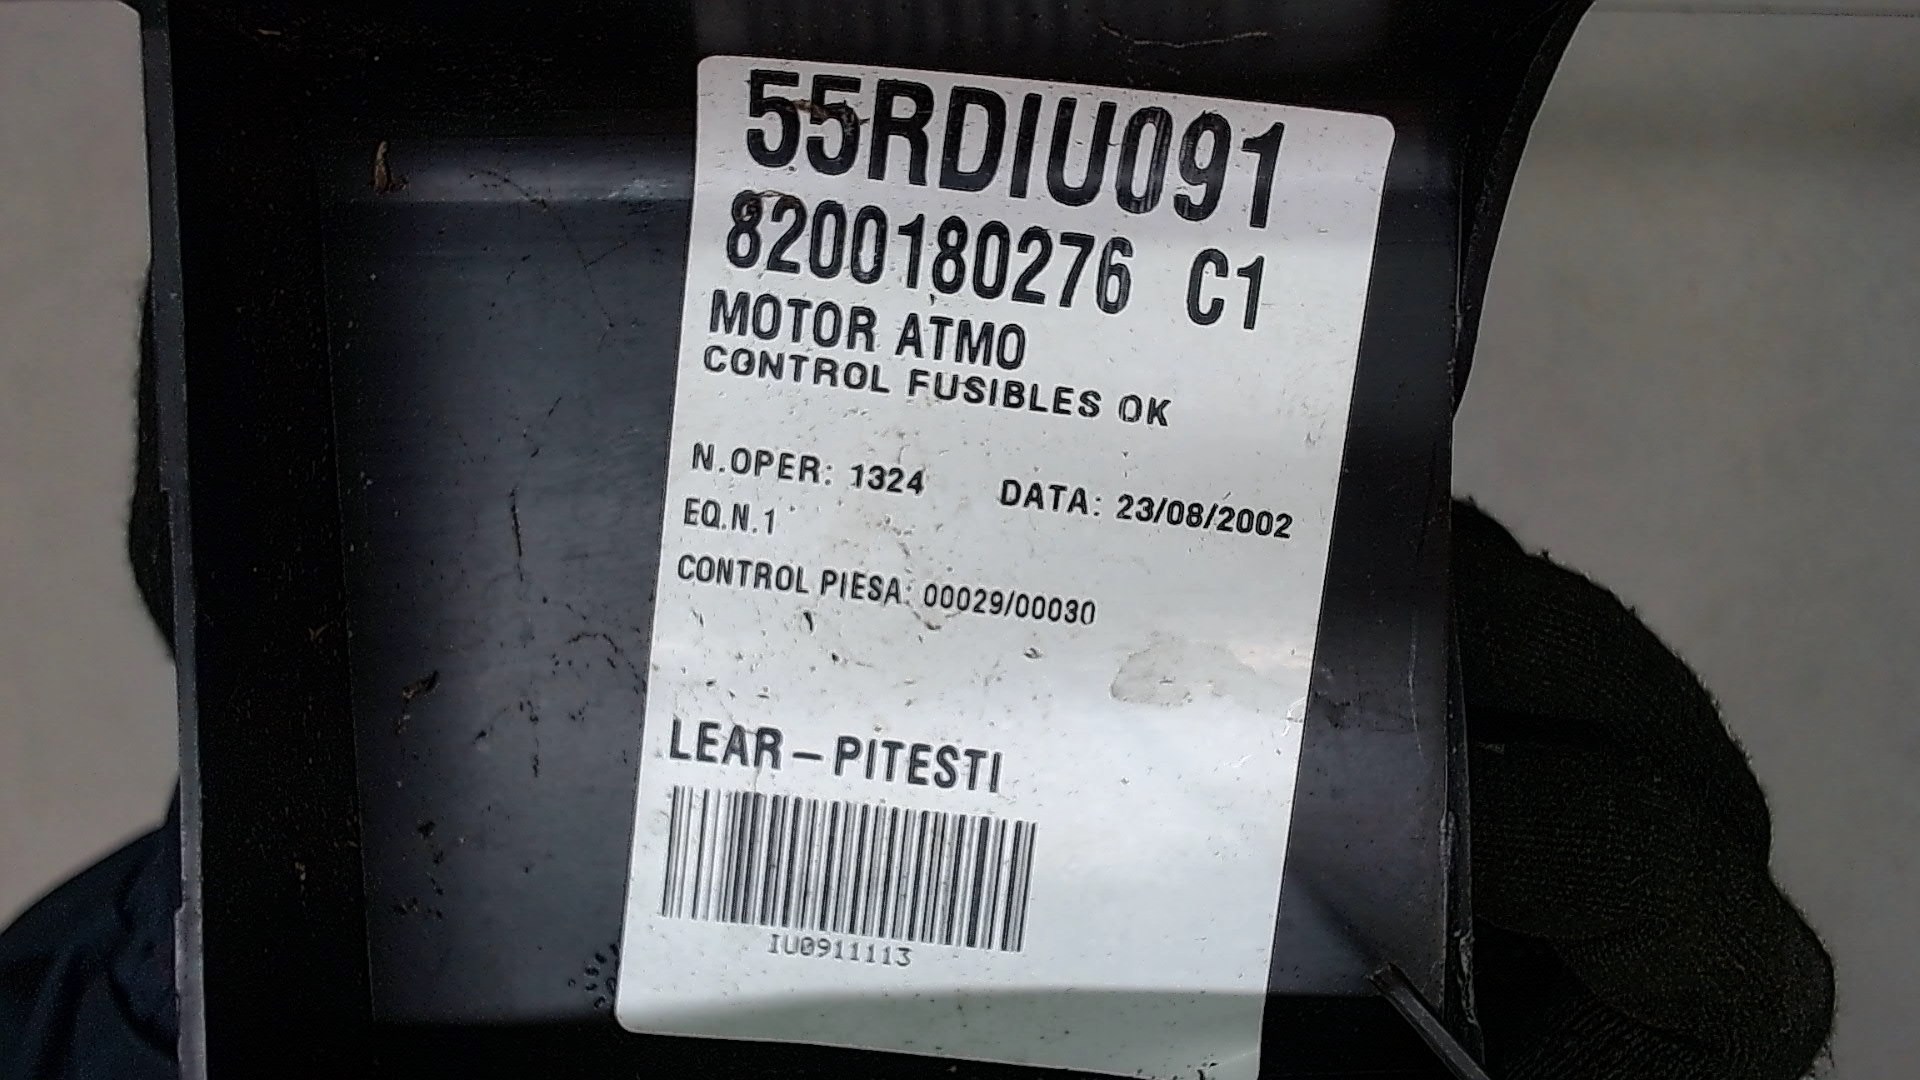 55RDIU091
8200180276 C1
MOTOR ATMO
CONTROL FUSIBLES OK
N.OPER: 1324 DATA: 23/08/2002
EQ.N.1
CONTROL PIESA: 00029/00030
LEAR-PITESTI
IU0911113